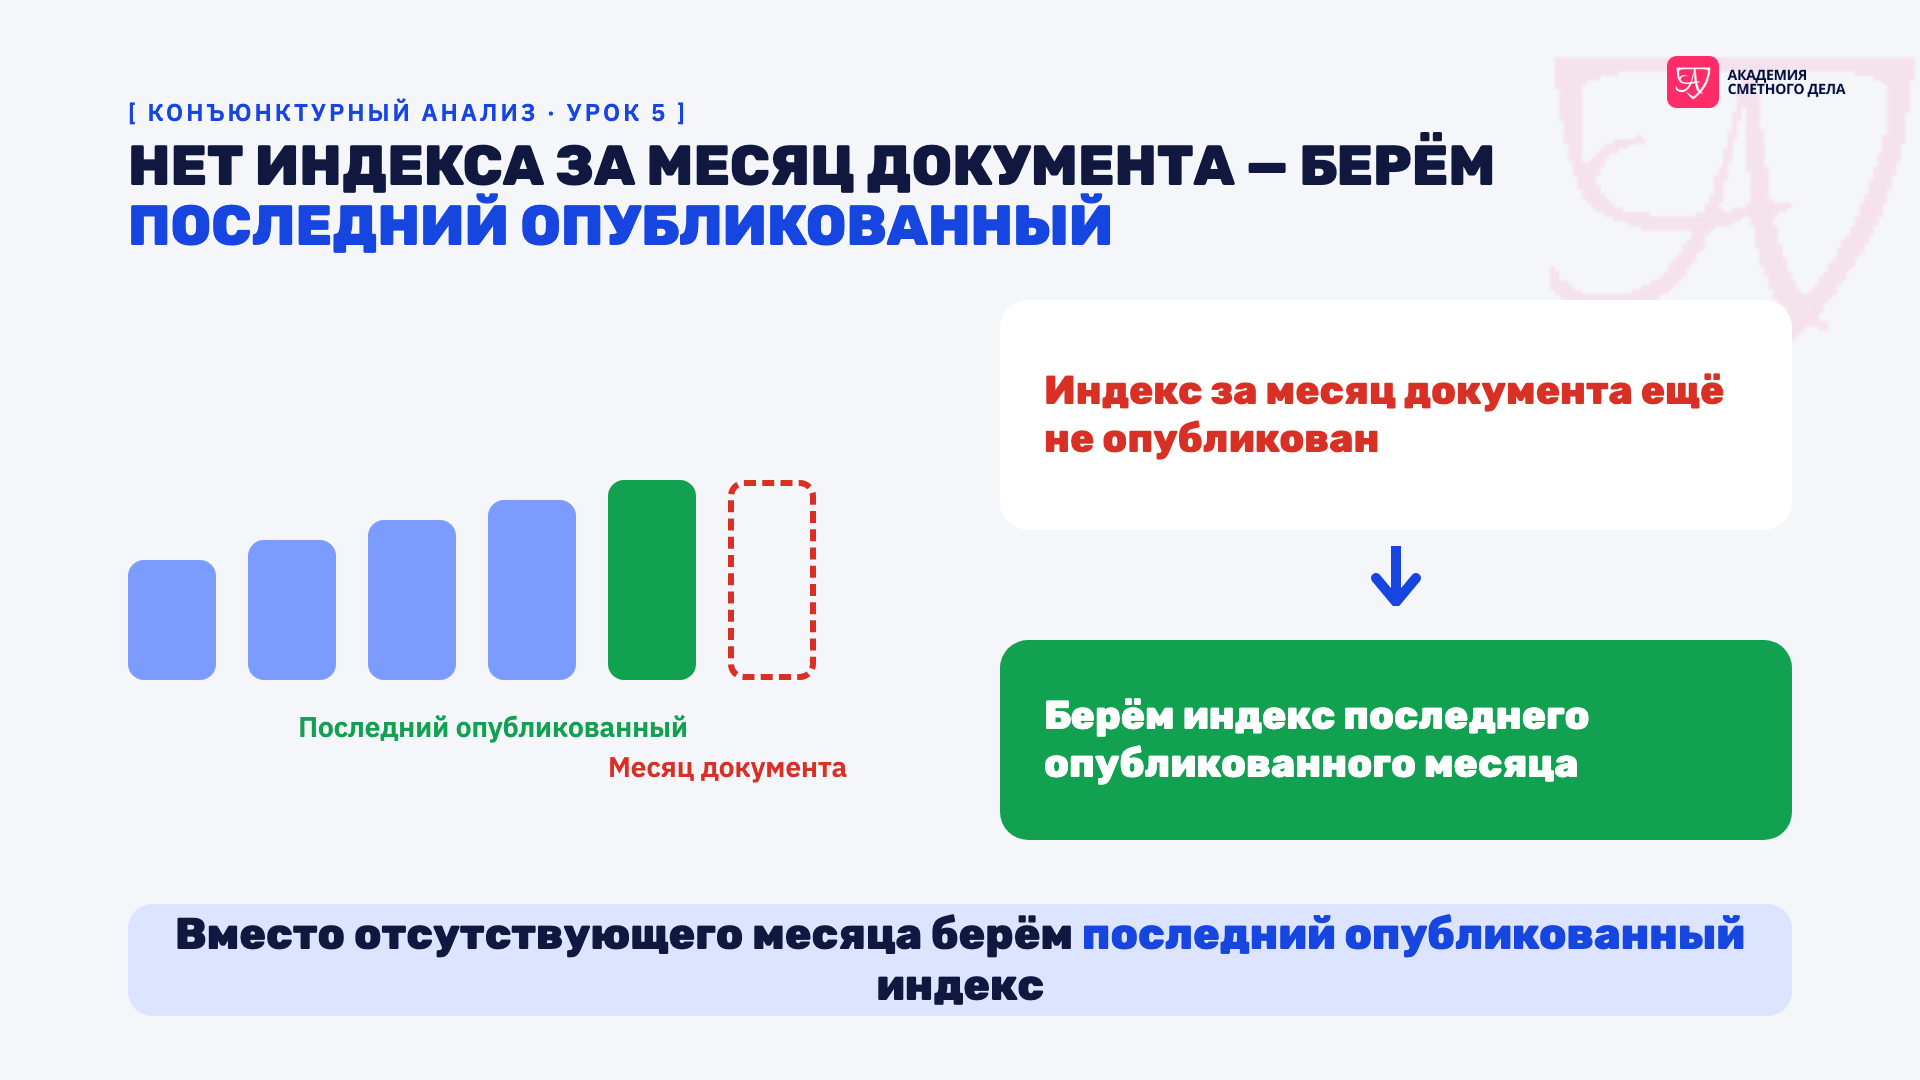 [ КОНЪЮНКТУРНЫЙ АНАЛИЗ · УРОК 5 ]
НЕТ ИНДЕКСА ЗА МЕСЯЦ ДОКУМЕНТА — БЕРЁМ
ПОСЛЕДНИЙ ОПУБЛИКОВАННЫЙ
АКАДЕМИЯ
СМЕТНОГО ДЕЛА
Индекс за месяц документа ещё
не опубликован
Берём индекс последнего
опубликованного месяца
Последний опубликованный
Месяц документа
Вместо отсутствующего месяца берём последний опубликованный
индекс